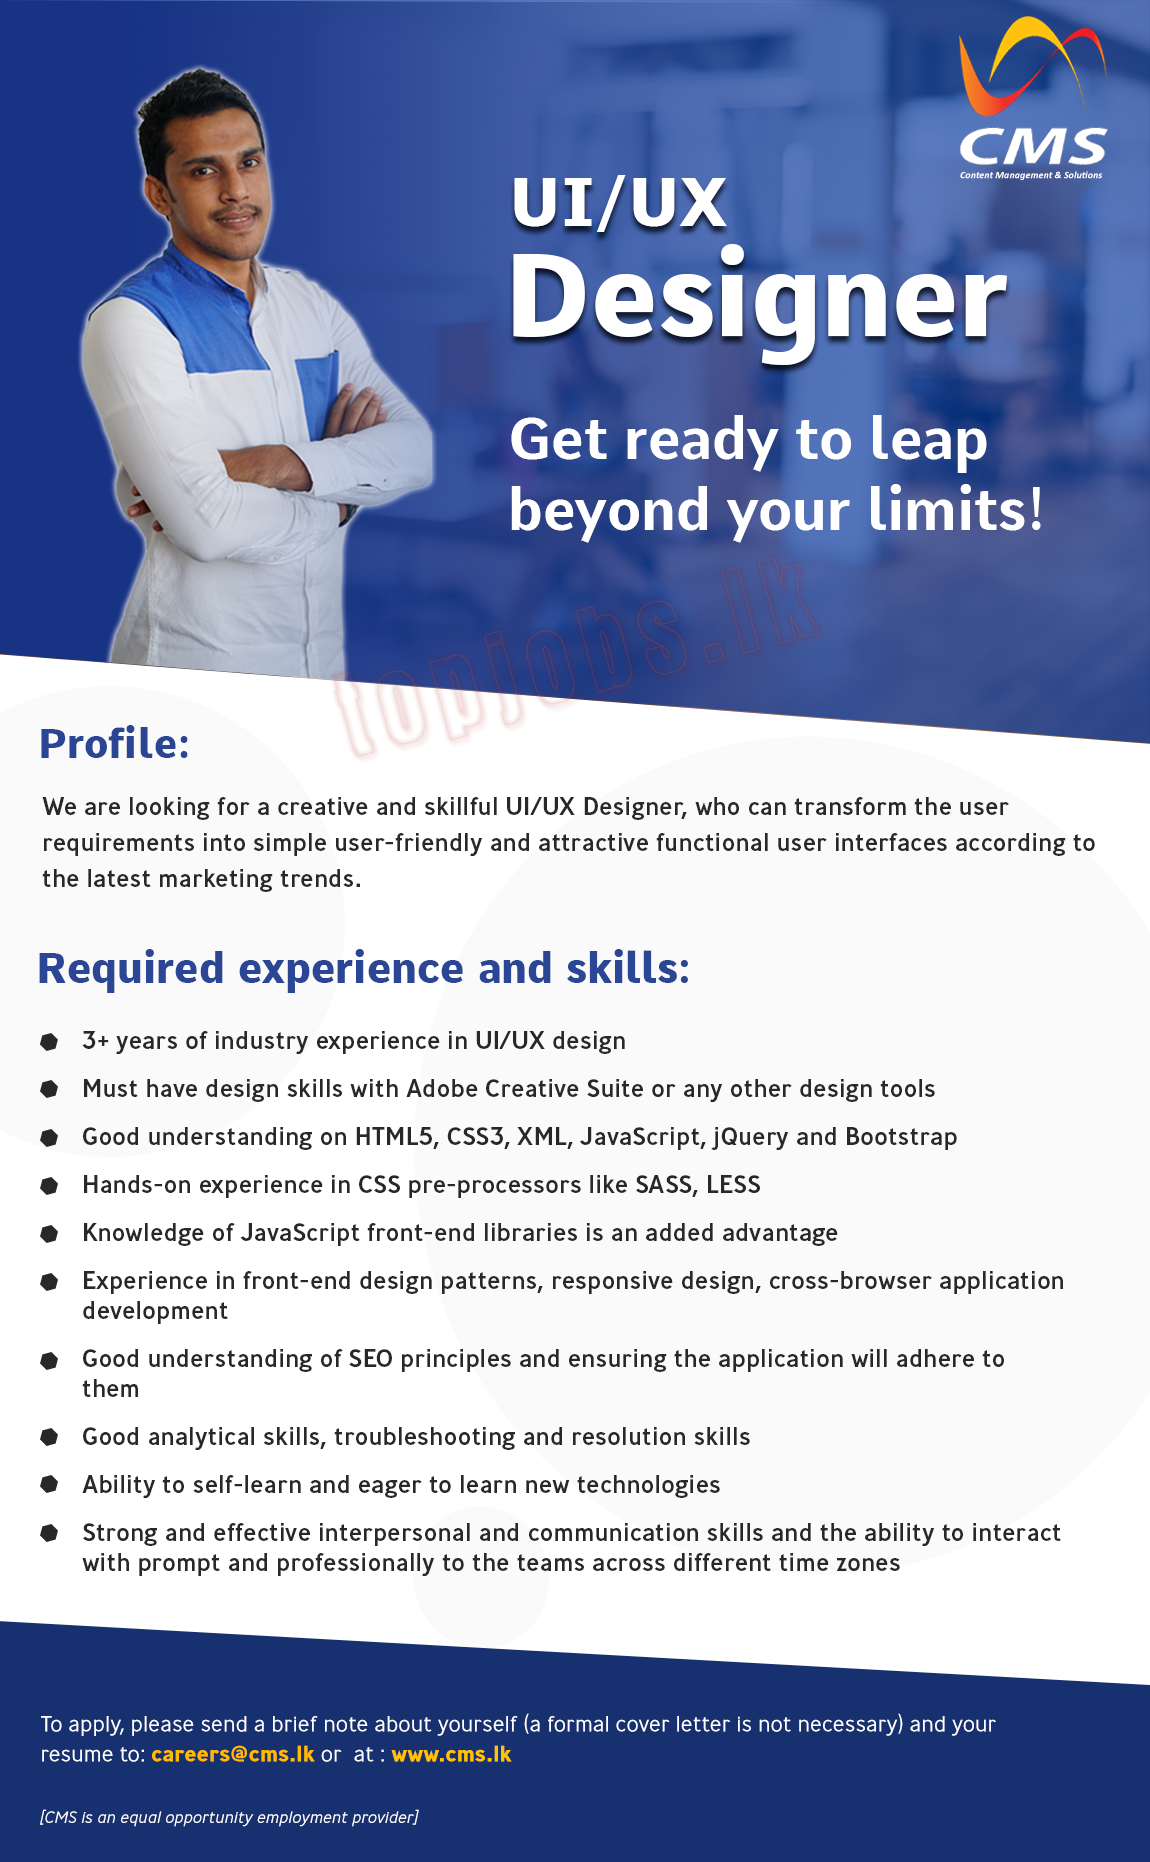 CMS
Content Management & Solutions
UI/UX
Designer
Get ready to leap
beyond your limits!
topjobs.lk
Profile:
We are looking for a creative and skillful UI/UX Designer, who can transform the user
requirements into simple user-friendly and attractive functional user interfaces according to
the latest marketing trends.
Required experience and skills:
3+ years of industry experience in UI/UX design
Must have design skills with Adobe Creative Suite or any other design tools
Good understanding on HTML5, CSS3, XML, JavaScript, jQuery and Bootstrap
Hands-on experience in CSS pre-processors like SASS, LESS
Knowledge of JavaScript front-end libraries is an added advantage
Experience in front-end design patterns, responsive design, cross-browser application
development
Good understanding of SEO principles and ensuring the application will adhere to
them
Good analytical skills, troubleshooting and resolution skills
Ability to self-learn and eager to learn new technologies
Strong and effective interpersonal and communication skills and the ability to interact
with prompt and professionally to the teams across different time zones
To apply, please send a brief note about yourself (a formal cover letter is not necessary) and your
resume to: careers@cms.lk or at : www.cms.lk
[CMS is an equal opportunity employment provider]